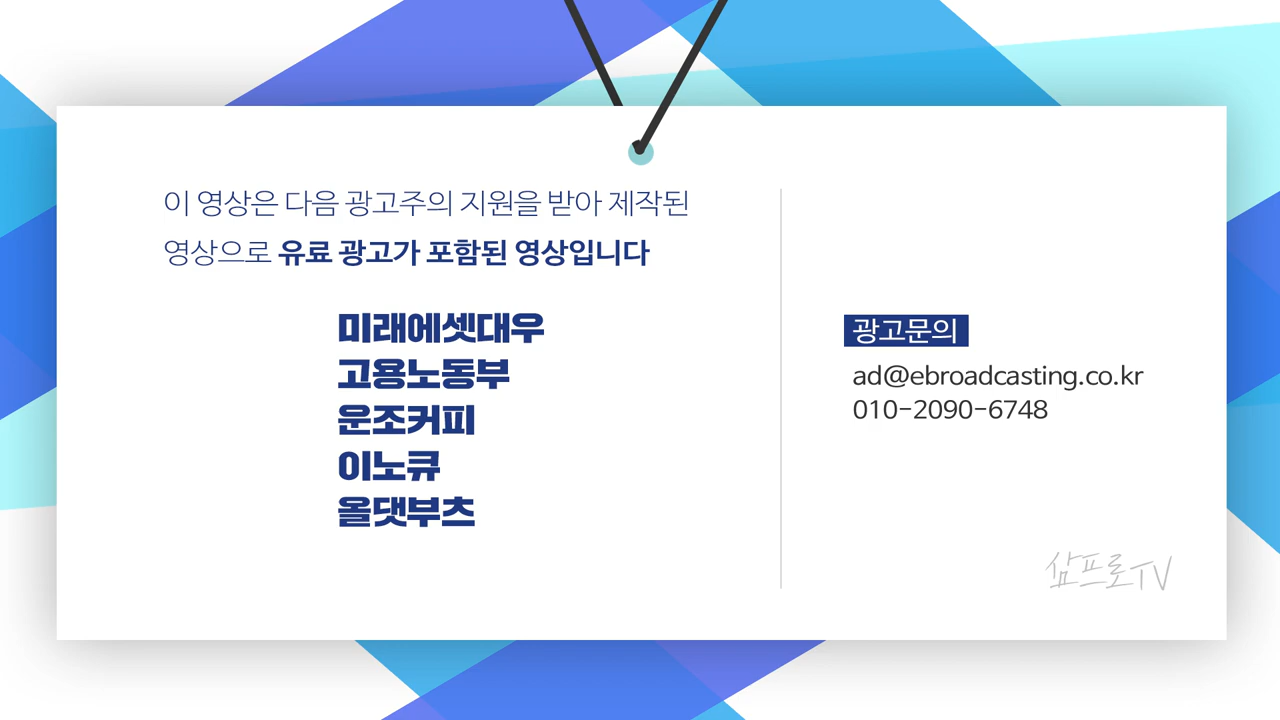 이 영상은 다음 광고주의 지원을 받아 제작된
영상으로 유료 광고가 포함된 영상입니다
미래에셋대우
고용노동부
운조커피
이노큐
올댓부츠
광고문의
ad@ebroadcasting.co.kr
010-2090-6748
삼프로TV